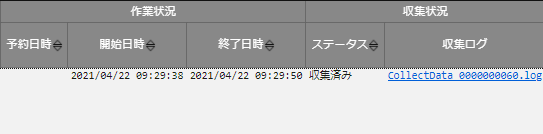 作業状況 収集状況
予約日時 開始日時 終了日時 ステータス 収集ログ
2021/04/22 09:29:38 2021/04/22 09:29:50 収集済み CollectData_0000000060.log